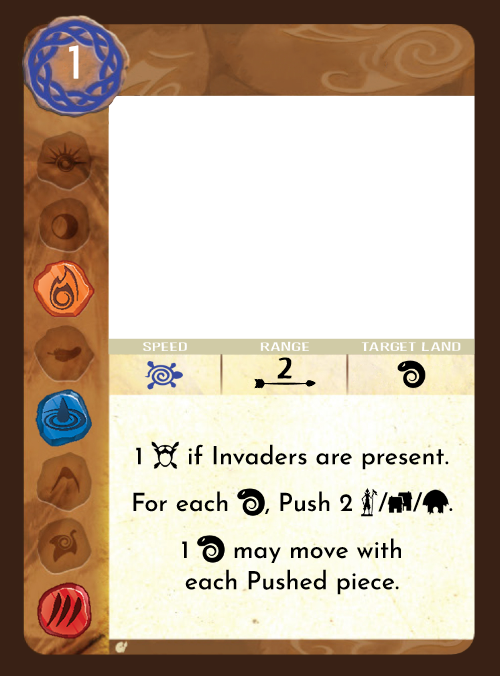 1
SPEED RANGE TARGET LAND
2
1 if Invaders are present.
For each , Push 2 / / .
1 may move with
each Pushed piece.